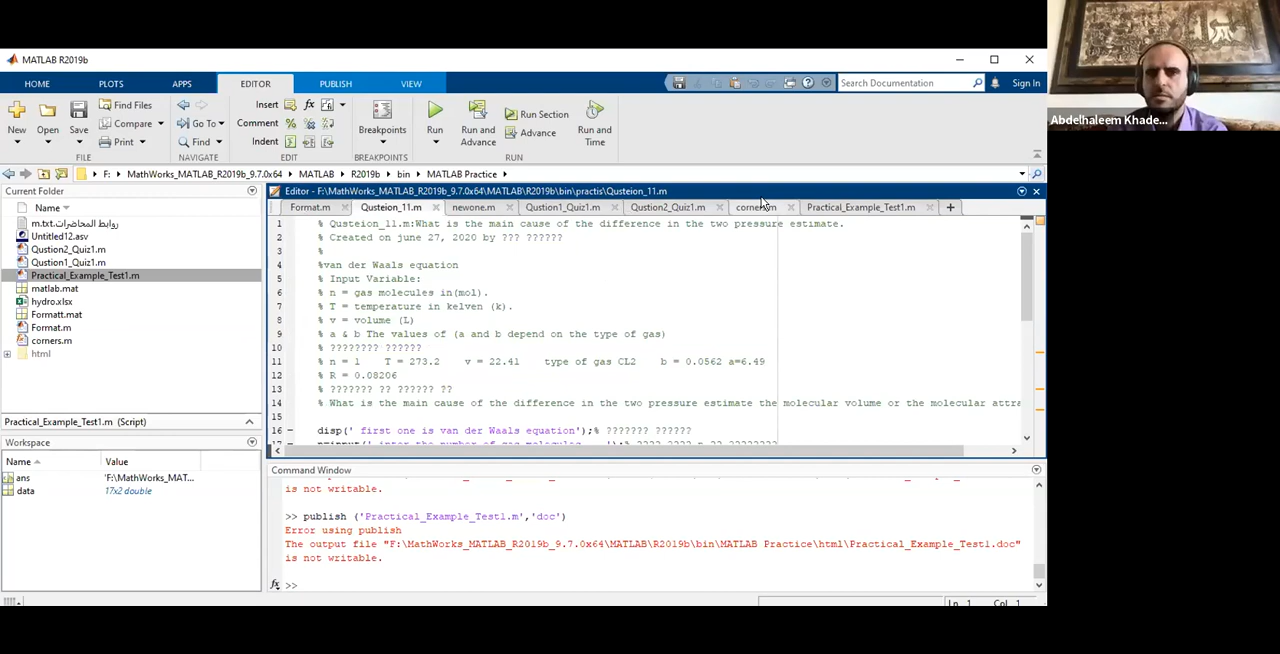 MATLAB R2019b
HOME PLOTS APPS EDITOR PUBLISH VIEW
Search Documentation Sign In
New Open Save Find Files Compare Print
Go To Find
Insert Comment Indent
Breakpoints Run Run and Advance Run Section Advance Run and Time
FILE NAVIGATE EDIT BREAKPOINTS RUN
F: MathWorks_MATLAB_R2019b_9.7.0x64 MATLAB R2019b bin MATLAB Practice
Abdelhaleem Khade...
Current Folder
Name
روابط المحاضرات.m.txt
Untitled12.asv
Qustion2_Quiz1.m
Qustion1_Quiz1.m
Practical_Example_Test1.m
matlab.mat
hydro.xlsx
Formatt.mat
Format.m
corners.m
html
Practical_Example_Test1.m (Script)
Workspace
Name Value
ans 'F:\MathWorks_MAT...
data 17x2 double
Editor - F:\MathWorks_MATLAB_R2019b_9.7.0x64\MATLAB\R2019b\bin\practis\Qusteion_11.m
Format.m Qusteion_11.m newone.m Qustion1_Quiz1.m Qustion2_Quiz1.m corners.m Practical_Example_Test1.m
1 % Qusteion_11.m:What is the main cause of the difference in the two pressure estimate.
2 % Created on june 27, 2020 by ??? ??????
3 %
4 %van der Waals equation
5 % Input Variable:
6 % n = gas molecules in(mol).
7 % T = temperature in kelven (k).
8 % v = volume (L)
9 % a & b The values of (a and b depend on the type of gas)
10 % ???????? ??????
11 % n = 1 T = 273.2 v = 22.41 type of gas CL2 b = 0.0562 a=6.49
12 % R = 0.08206
13 % ??????? ?? ?????? ??
14 % What is the main cause of the difference in the two pressure estimate the molecular volume or the molecular attra
15
16 disp(' first one is van der Waals equation');% ??????? ??????
17
Command Window
is not writable.
>> publish ('Practical_Example_Test1.m','doc')
Error using publish
The output file "F:\MathWorks_MATLAB_R2019b_9.7.0x64\MATLAB\R2019b\bin\MATLAB Practice\html\Practical_Example_Test1.doc"
is not writable.
fx >>
Ln 1 Col 1